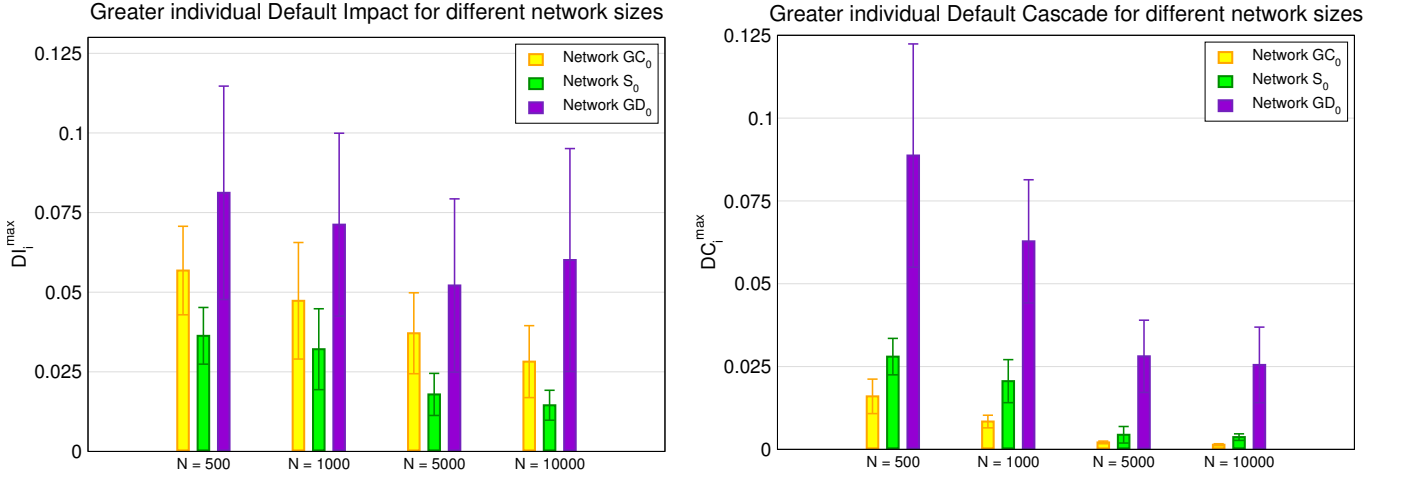 Greater individual Default Impact for different network sizes
0.125
0.1
0.075
0.05
0.025
0
DI_i^max
Network GC_0
Network S_0
Network GD_0
N = 500
N = 1000
N = 5000
N = 10000
Greater individual Default Cascade for different network sizes
0.125
0.1
0.075
0.05
0.025
0
DC_i^max
Network GC_0
Network S_0
Network GD_0
N = 500
N = 1000
N = 5000
N = 10000